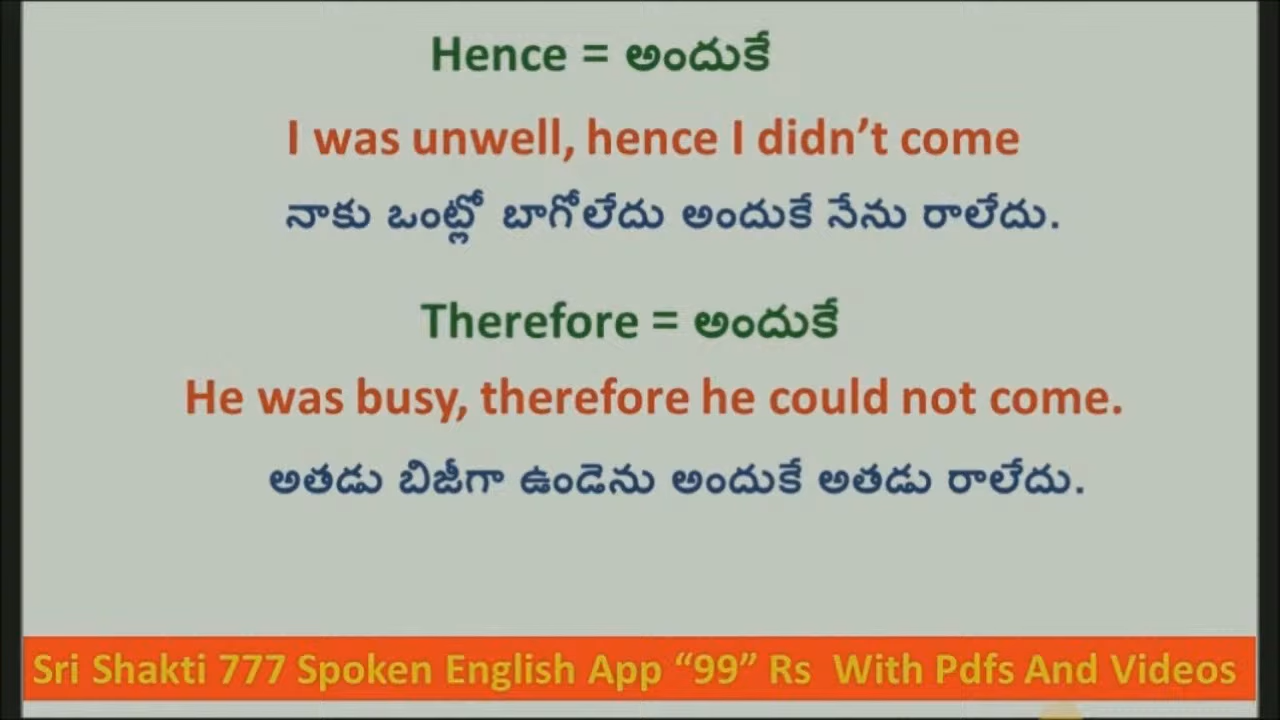 Hence = అందుకే
I was unwell, hence I didn't come
నాకు ఒంట్లో బాగోలేదు అందుకే నేను రాలేదు.
Therefore = అందుకే
He was busy, therefore he could not come.
అతడు బిజీగా ఉండెను అందుకే అతడు రాలేదు.
Sri Shakti 777 Spoken English App “99” Rs With Pdfs And Videos